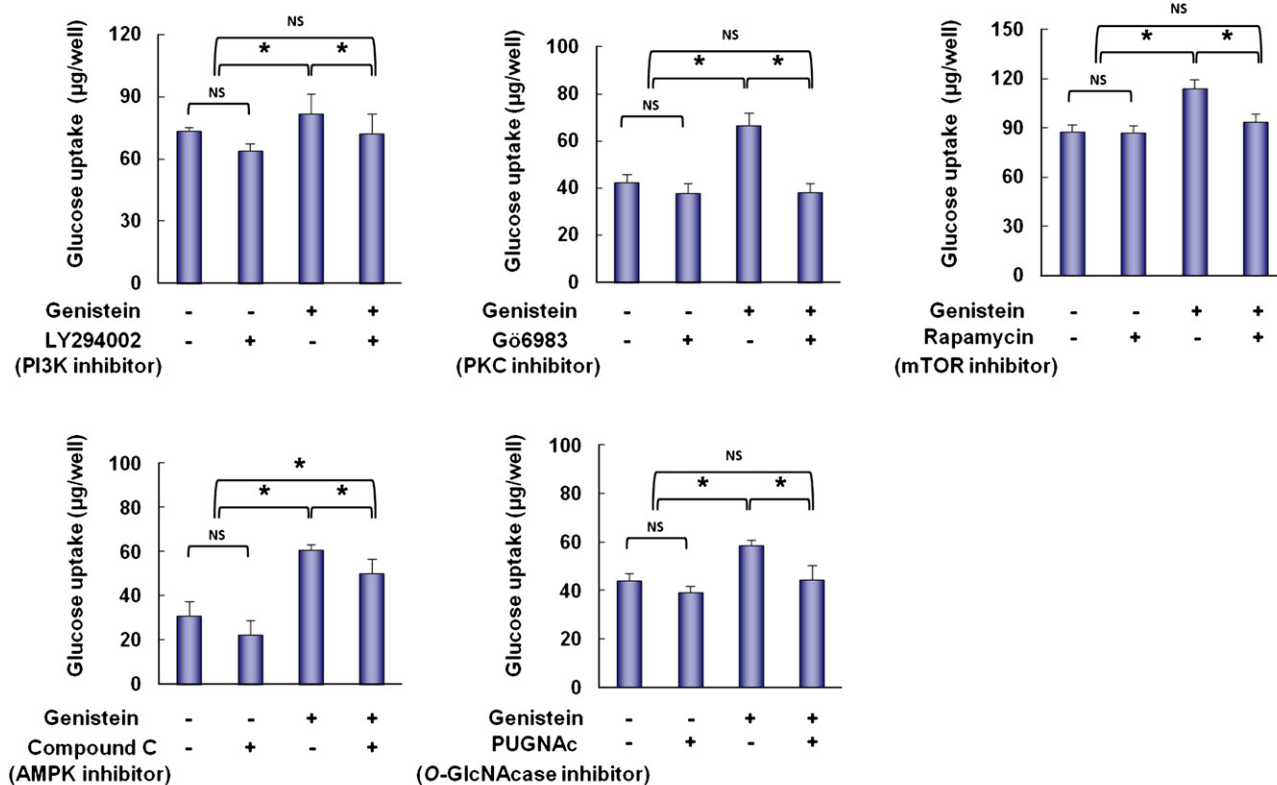 Glucose uptake (µg/well)
120
90
60
30
0
NS
*
*
NS
Genistein - - + +
LY294002 - + - +
(PI3K inhibitor)
Glucose uptake (µg/well)
100
80
60
40
20
0
NS
*
*
NS
Genistein - - + +
Gö6983 - + - +
(PKC inhibitor)
Glucose uptake (µg/well)
150
120
90
60
30
0
NS
*
*
NS
Genistein - - + +
Rapamycin - + - +
(mTOR inhibitor)
Glucose uptake (µg/well)
100
80
60
40
20
0
*
*
*
NS
Genistein - - + +
Compound C - + - +
(AMPK inhibitor)
Glucose uptake (µg/well)
100
80
60
40
20
0
NS
*
*
NS
Genistein - - + +
PUGNAc - + - +
(O-GlcNAcase inhibitor)